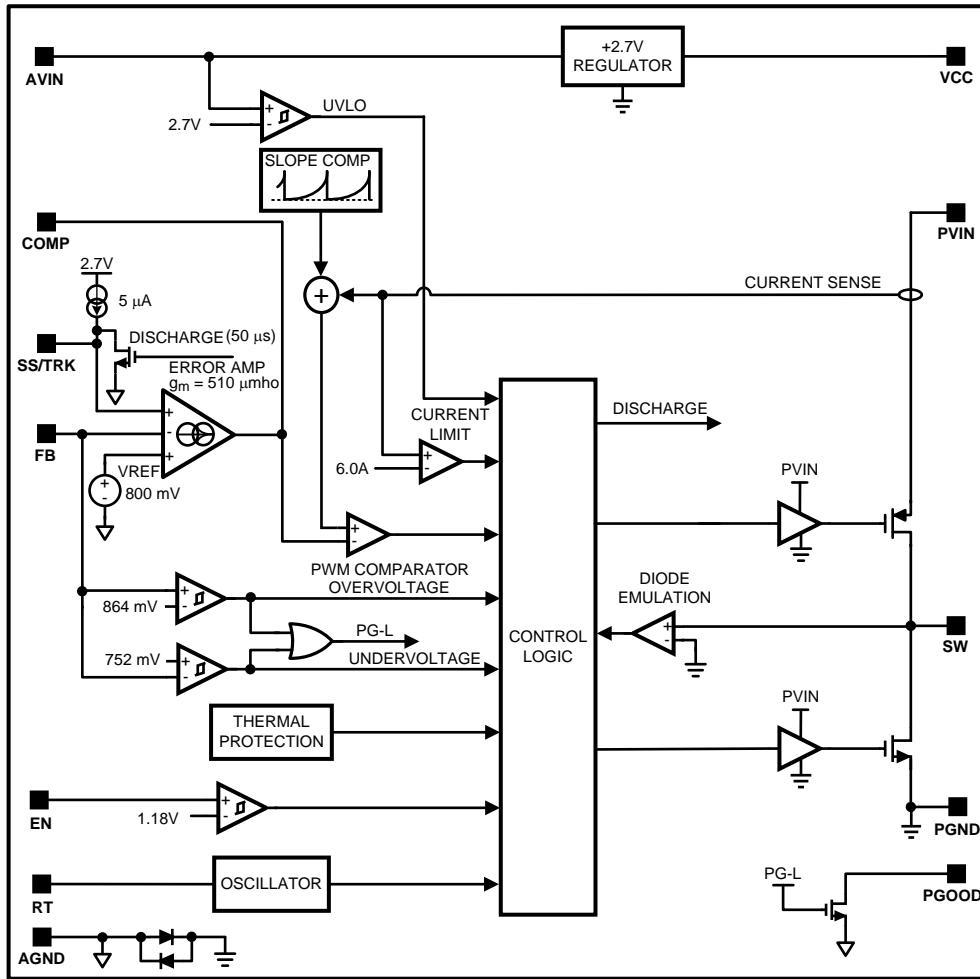 +2.7V
REGULATOR
AVIN
VCC
UVLO
+
-
2.7V
SLOPE COMP
COMP
PVIN
2.7V
5 μA
+
CURRENT SENSE
DISCHARGE (50 μs)
SS/TRK
ERROR AMP
gm = 510 μmho
+
-
+
FB
VREF
+
-
800 mV
CURRENT
LIMIT
+
-
6.0A
DISCHARGE
PVIN
+
-
PWM COMPARATOR
OVERVOLTAGE
+
-
864 mV
DIODE
EMULATION
PG-L
CONTROL
LOGIC
+
-
SW
752 mV
+
-
UNDERVOLTAGE
PVIN
THERMAL
PROTECTION
EN
+
-
1.18V
PGND
RT
OSCILLATOR
PG-L
PGOOD
AGND